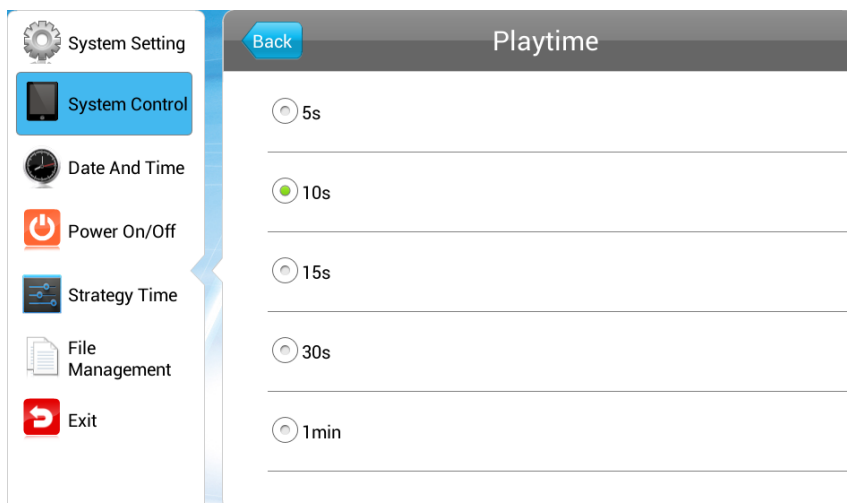 System Setting
System Control
Date And Time
Power On/Off
Strategy Time
File
Management
Exit
Back
Playtime
5s
10s
15s
30s
1min